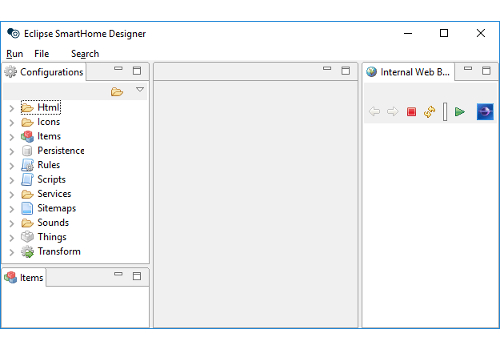 Eclipse SmartHome Designer
Run File Search
Configurations
Html
Icons
Items
Persistence
Rules
Scripts
Services
Sitemaps
Sounds
Things
Transform
Items
Internal Web B...